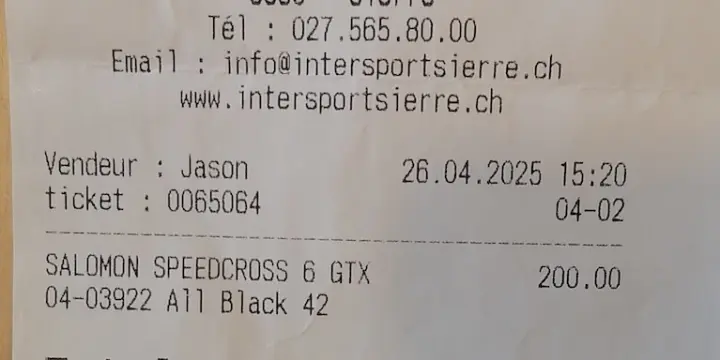 Tél : 027.565.80.00
Email : info@intersportsierre.ch
www.intersportsierre.ch
Vendeur : Jason 26.04.2025 15:20
ticket : 0065064 04-02
SALOMON SPEEDCROSS 6 GTX 200.00
04-03922 All Black 42